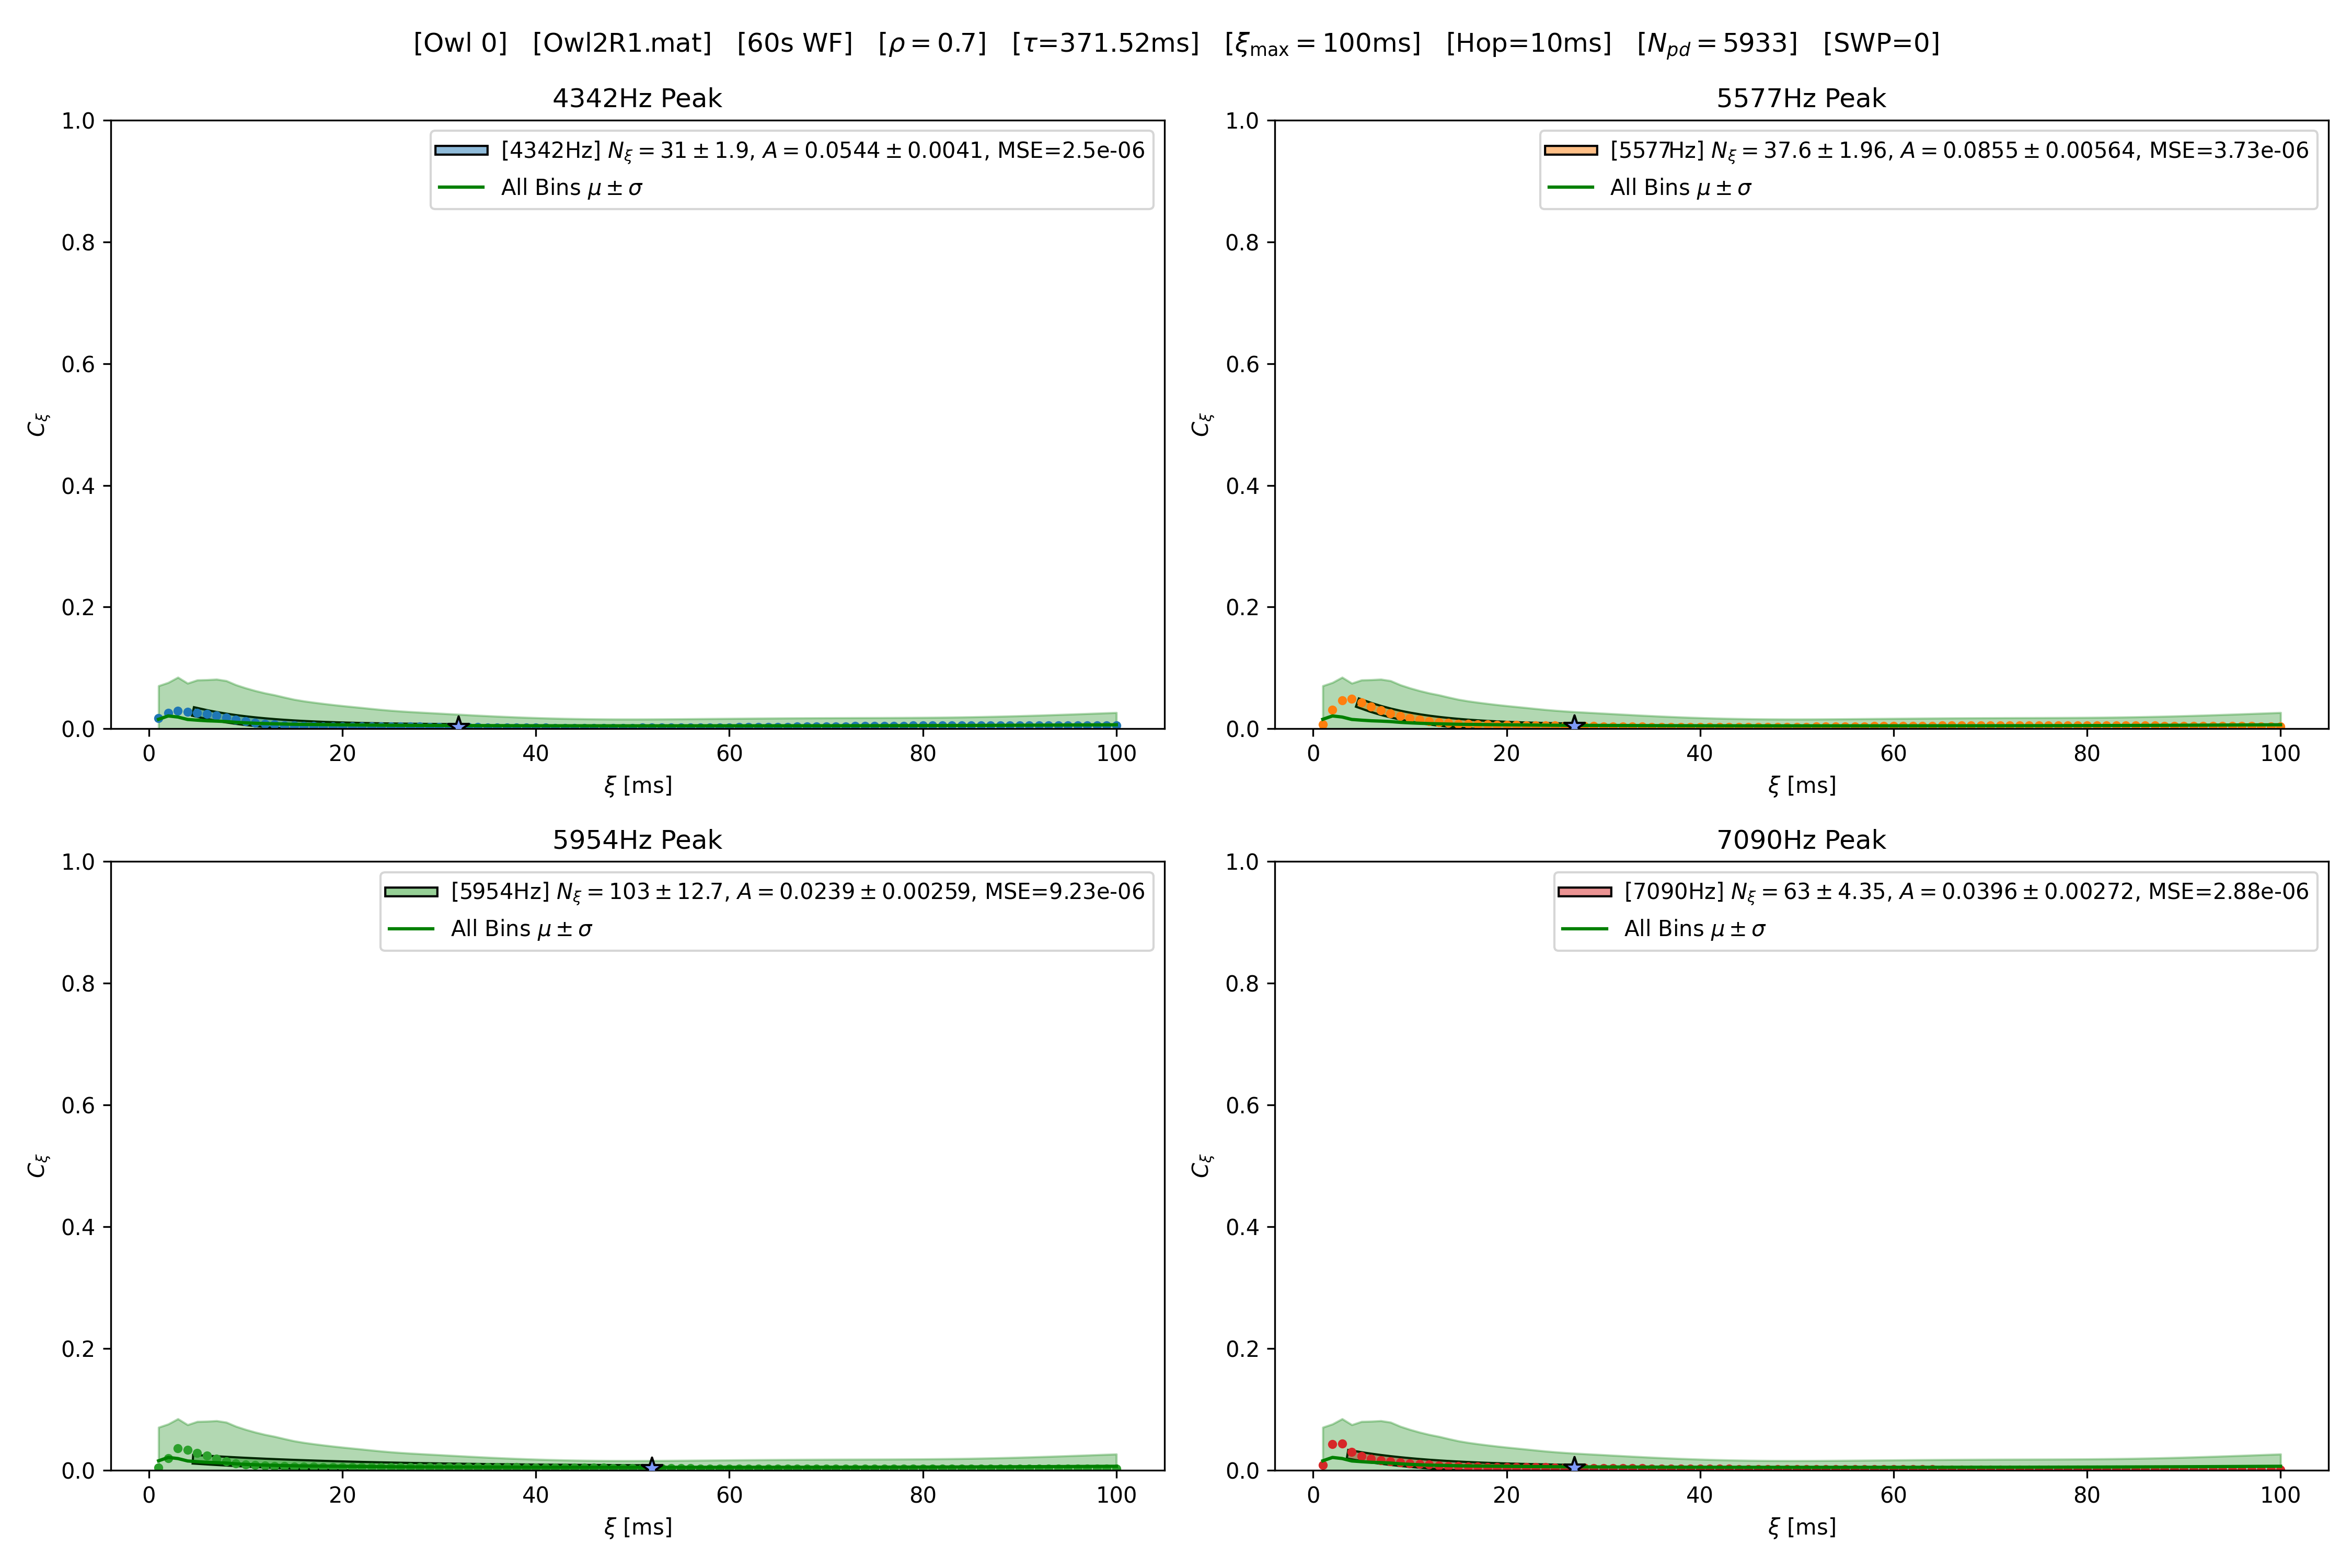 [Owl 0] [Owl2R1.mat] [60s WF] [ρ = 0.7] [τ=371.52ms] [ξmax = 100ms] [Hop=10ms] [Npd = 5933] [SWP=0]
4342Hz Peak
[4342Hz] Nξ = 31 ± 1.9, A = 0.0544 ± 0.0041, MSE=2.5e-06
All Bins μ ± σ
1.0
0.8
0.6
0.4
0.2
0.0
Cξ
0 20 40 60 80 100
ξ [ms]
5577Hz Peak
[5577Hz] Nξ = 37.6 ± 1.96, A = 0.0855 ± 0.00564, MSE=3.73e-06
All Bins μ ± σ
1.0
0.8
0.6
0.4
0.2
0.0
Cξ
0 20 40 60 80 100
ξ [ms]
5954Hz Peak
[5954Hz] Nξ = 103 ± 12.7, A = 0.0239 ± 0.00259, MSE=9.23e-06
All Bins μ ± σ
1.0
0.8
0.6
0.4
0.2
0.0
Cξ
0 20 40 60 80 100
ξ [ms]
7090Hz Peak
[7090Hz] Nξ = 63 ± 4.35, A = 0.0396 ± 0.00272, MSE=2.88e-06
All Bins μ ± σ
1.0
0.8
0.6
0.4
0.2
0.0
Cξ
0 20 40 60 80 100
ξ [ms]